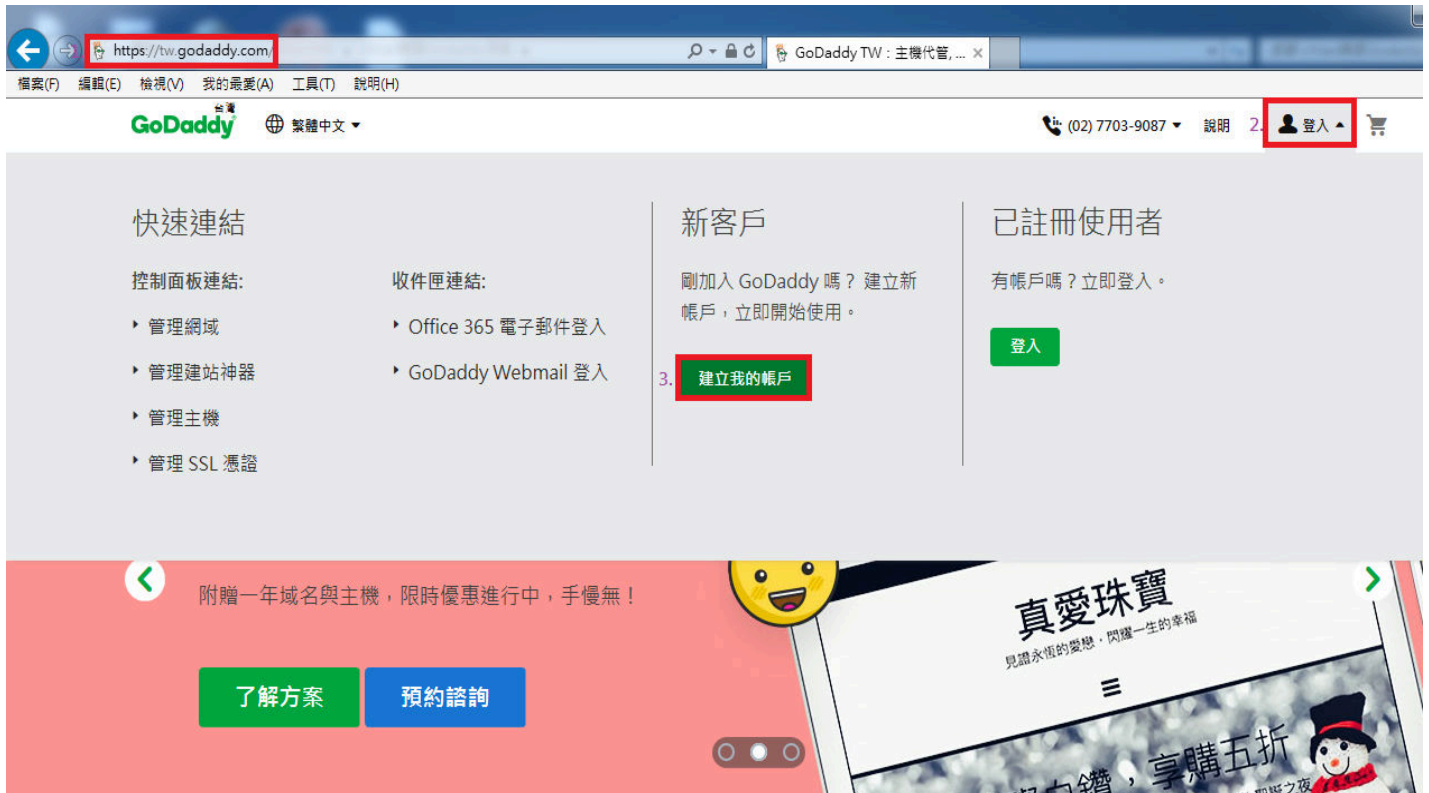 https://tw.godaddy.com/
GoDaddy TW：主機代管, ...
檔案(F) 編輯(E) 檢視(V) 我的最愛(A) 工具(T) 說明(H)
GoDaddy 台灣 繁體中文
(02) 7703-9087 說明 2. 登入
快速連結
控制面板連結:
管理網域
管理建站神器
管理主機
管理 SSL 憑證
收件匣連結:
Office 365 電子郵件登入
GoDaddy Webmail 登入
新客戶
剛加入 GoDaddy 嗎？ 建立新
帳戶，立即開始使用。
3. 建立我的帳戶
已註冊使用者
有帳戶嗎？立即登入。
登入
附贈一年域名與主機，限時優惠進行中，手慢無！
了解方案 預約諮詢
真愛珠寶
見證永恆的愛戀，閃耀一生的幸福
白鑽，享購五折